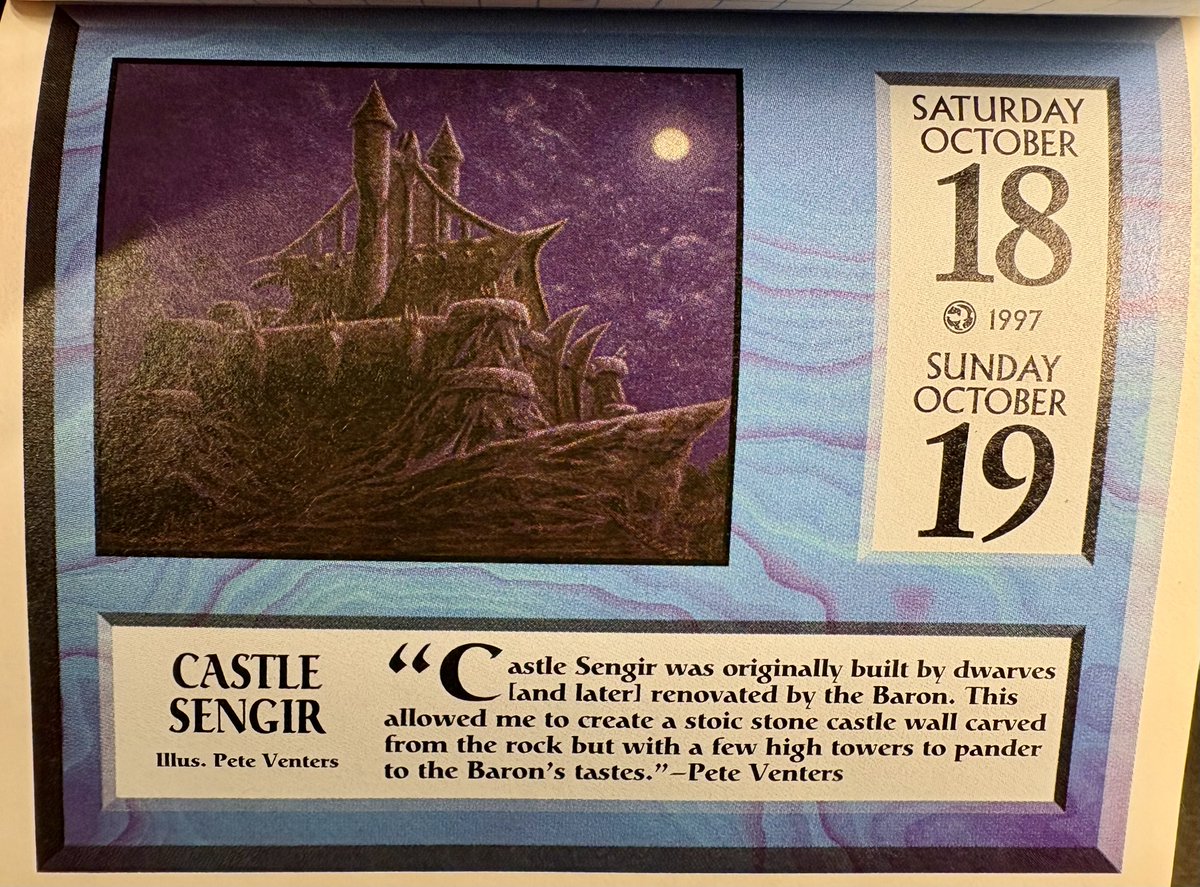 SATURDAY
OCTOBER
18
1997
SUNDAY
OCTOBER
19
CASTLE
SENGIR
Illus. Pete Venters
“Castle Sengir was originally built by dwarves
[and later] renovated by the Baron. This
allowed me to create a stoic stone castle wall carved
from the rock but with a few high towers to pander
to the Baron’s tastes.”–Pete Venters